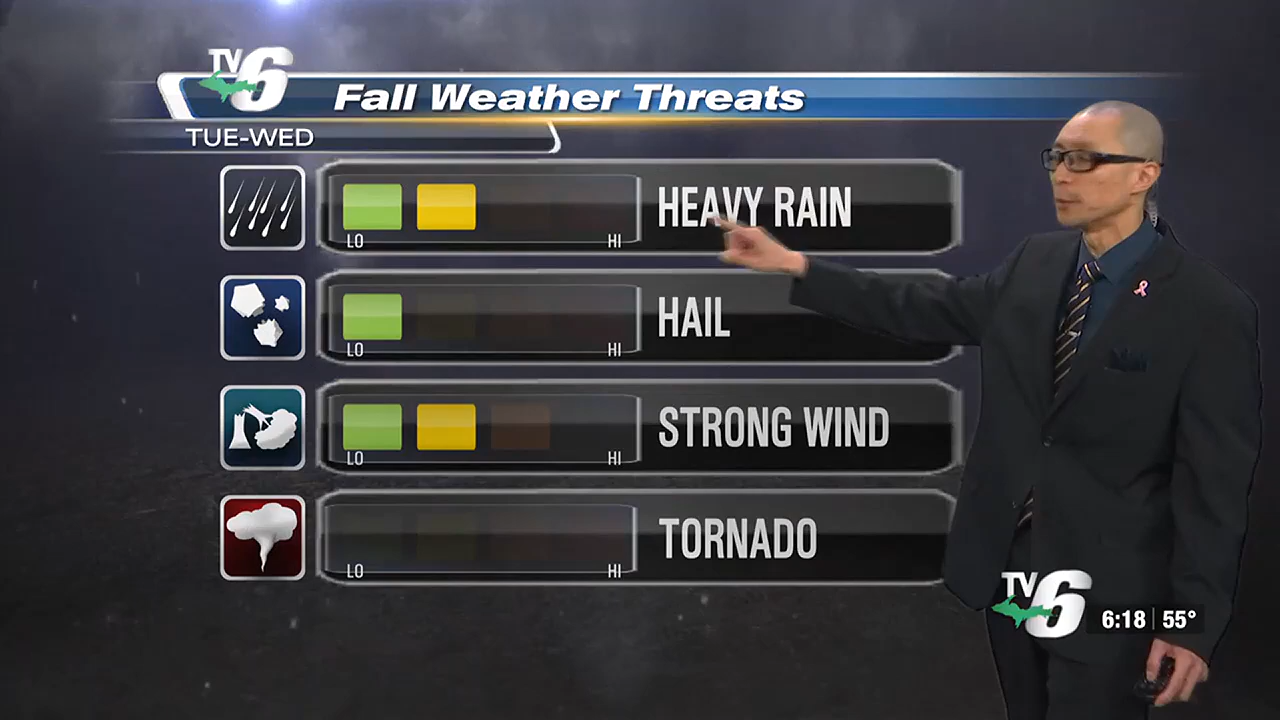 TV6
Fall Weather Threats
TUE-WED
LO HI HEAVY RAIN
LO HI HAIL
LO HI STRONG WIND
LO HI TORNADO
TV6 6:18 55°